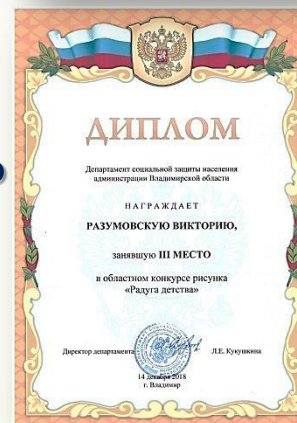 ДИПЛОМ
Департамент социальной защиты населения
администрации Владимирской области
НАГРАЖДАЕТ
РАЗУМОВСКУЮ ВИКТОРИЮ,
занявшую III МЕСТО
в областном конкурсе рисунка
«Радуга детства»
Директор департамента Л.Е. Кукушкина
14 декабря 2018
г. Владимир